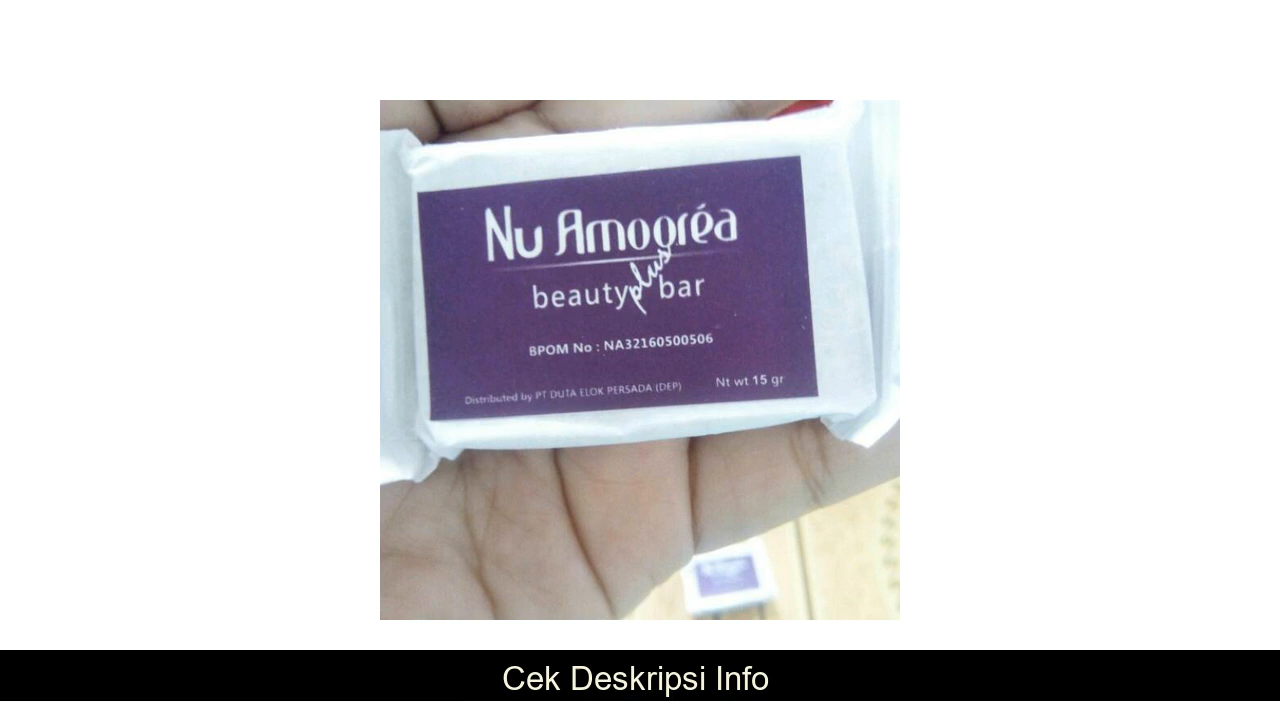 Nu Amooréa
beauty plus bar
BPOM No : NA32160500506
Distributed by PT DUTA ELOK PERSADA (DEP)
Nt wt 15 gr
Cek Deskripsi Info